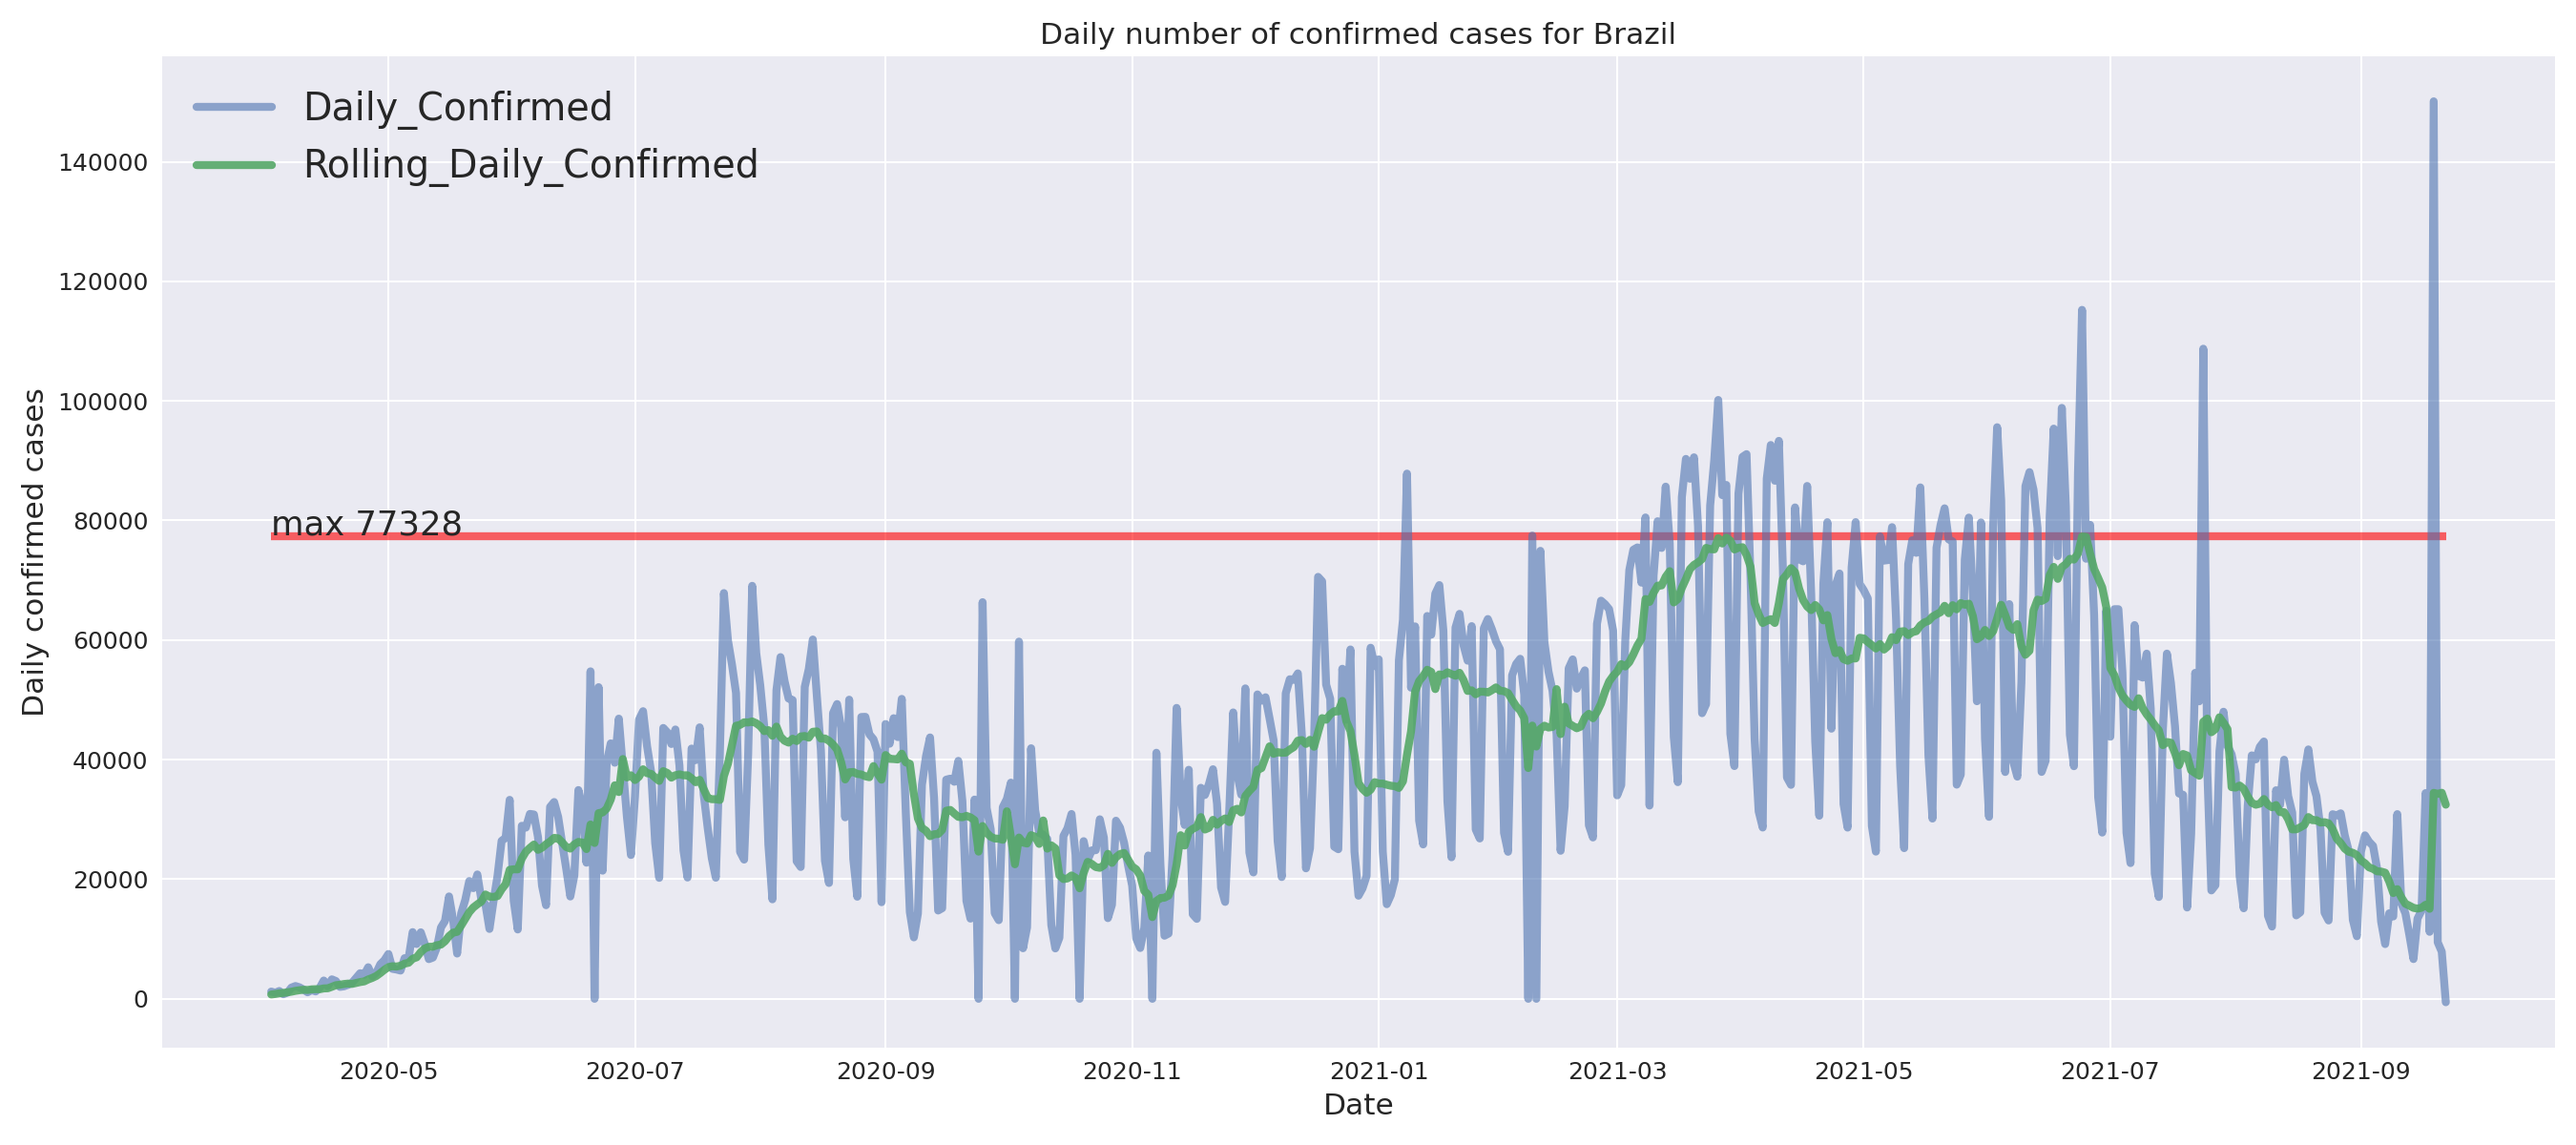 Daily number of confirmed cases for Brazil
Daily_Confirmed
Rolling_Daily_Confirmed
140000
120000
100000
80000
60000
40000
20000
0
Daily confirmed cases
max 77328
2020-05 2020-07 2020-09 2020-11 2021-01 2021-03 2021-05 2021-07 2021-09
Date